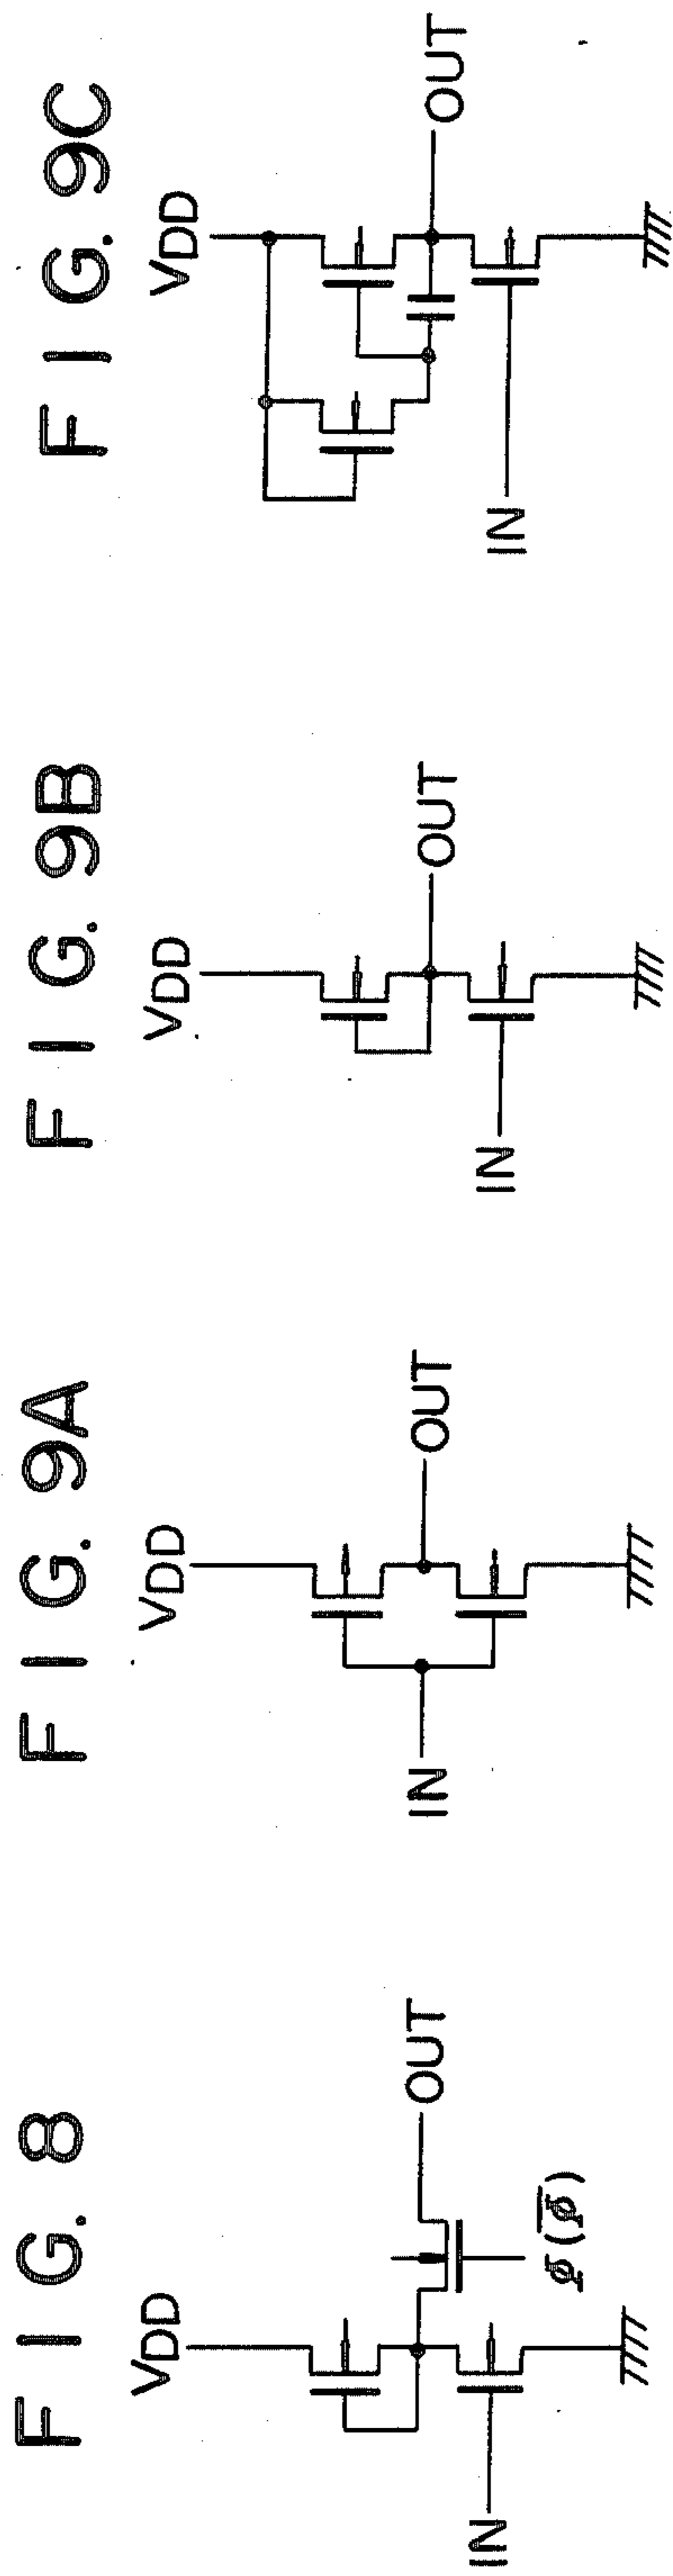 FIG. 8
VDD
IN
OUT
φ(φ̅)
FIG. 9A
VDD
IN
OUT
FIG. 9B
VDD
IN
OUT
FIG. 9C
VDD
IN
OUT